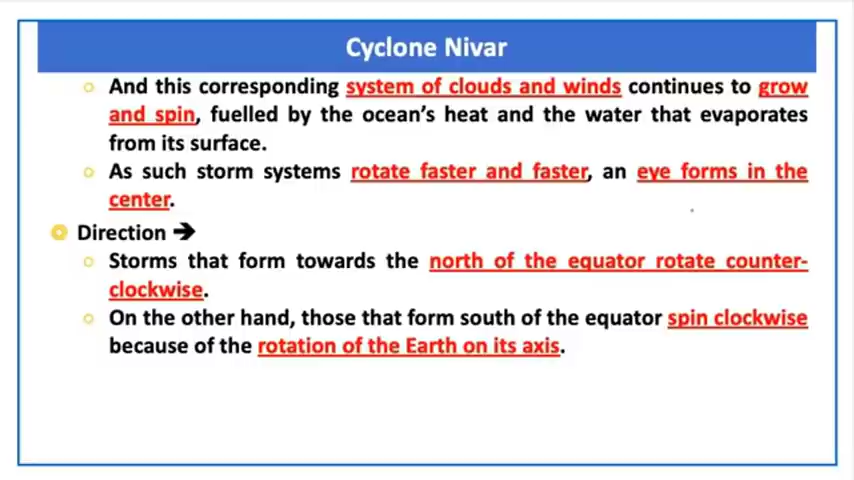 Cyclone Nivar
And this corresponding system of clouds and winds continues to grow
and spin, fuelled by the ocean's heat and the water that evaporates
from its surface.
As such storm systems rotate faster and faster, an eye forms in the
center.
Direction ➔
Storms that form towards the north of the equator rotate counter-
clockwise.
On the other hand, those that form south of the equator spin clockwise
because of the rotation of the Earth on its axis.